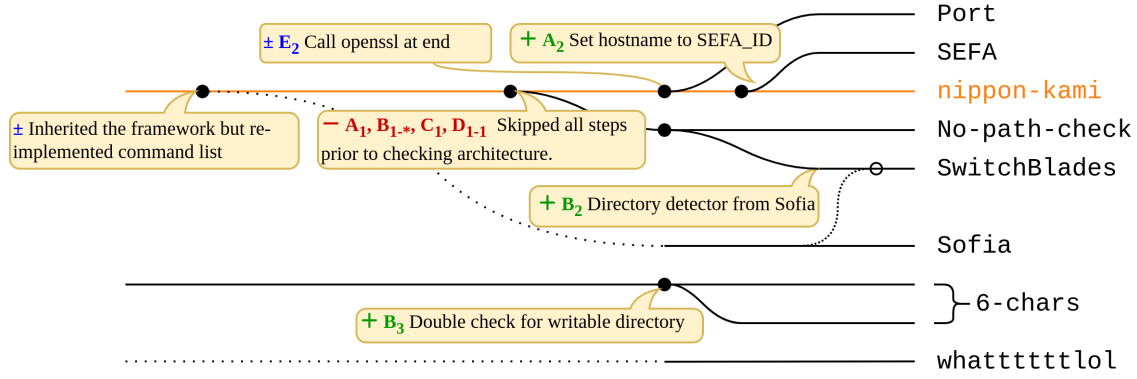 Port
± E₂ Call openssl at end
+ A₂ Set hostname to SEFA_ID
SEFA
nippon-kami
± Inherited the framework but re-
implemented command list
− A₁, B₁₋*, C₁, D₁₋₁ Skipped all steps
prior to checking architecture.
No-path-check
SwitchBlades
+ B₂ Directory detector from Sofia
Sofia
6-chars
+ B₃ Double check for writable directory
whattttttlol